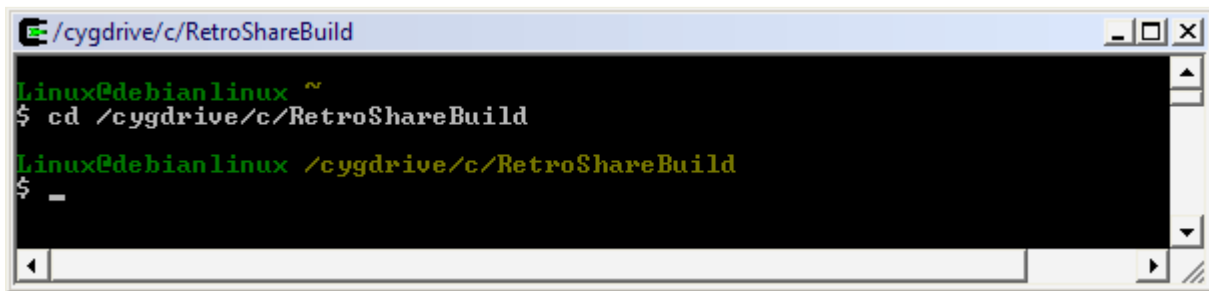 /cygdrive/c/RetroShareBuild
Linux@debianlinux ~
$ cd /cygdrive/c/RetroShareBuild
Linux@debianlinux /cygdrive/c/RetroShareBuild
$ _